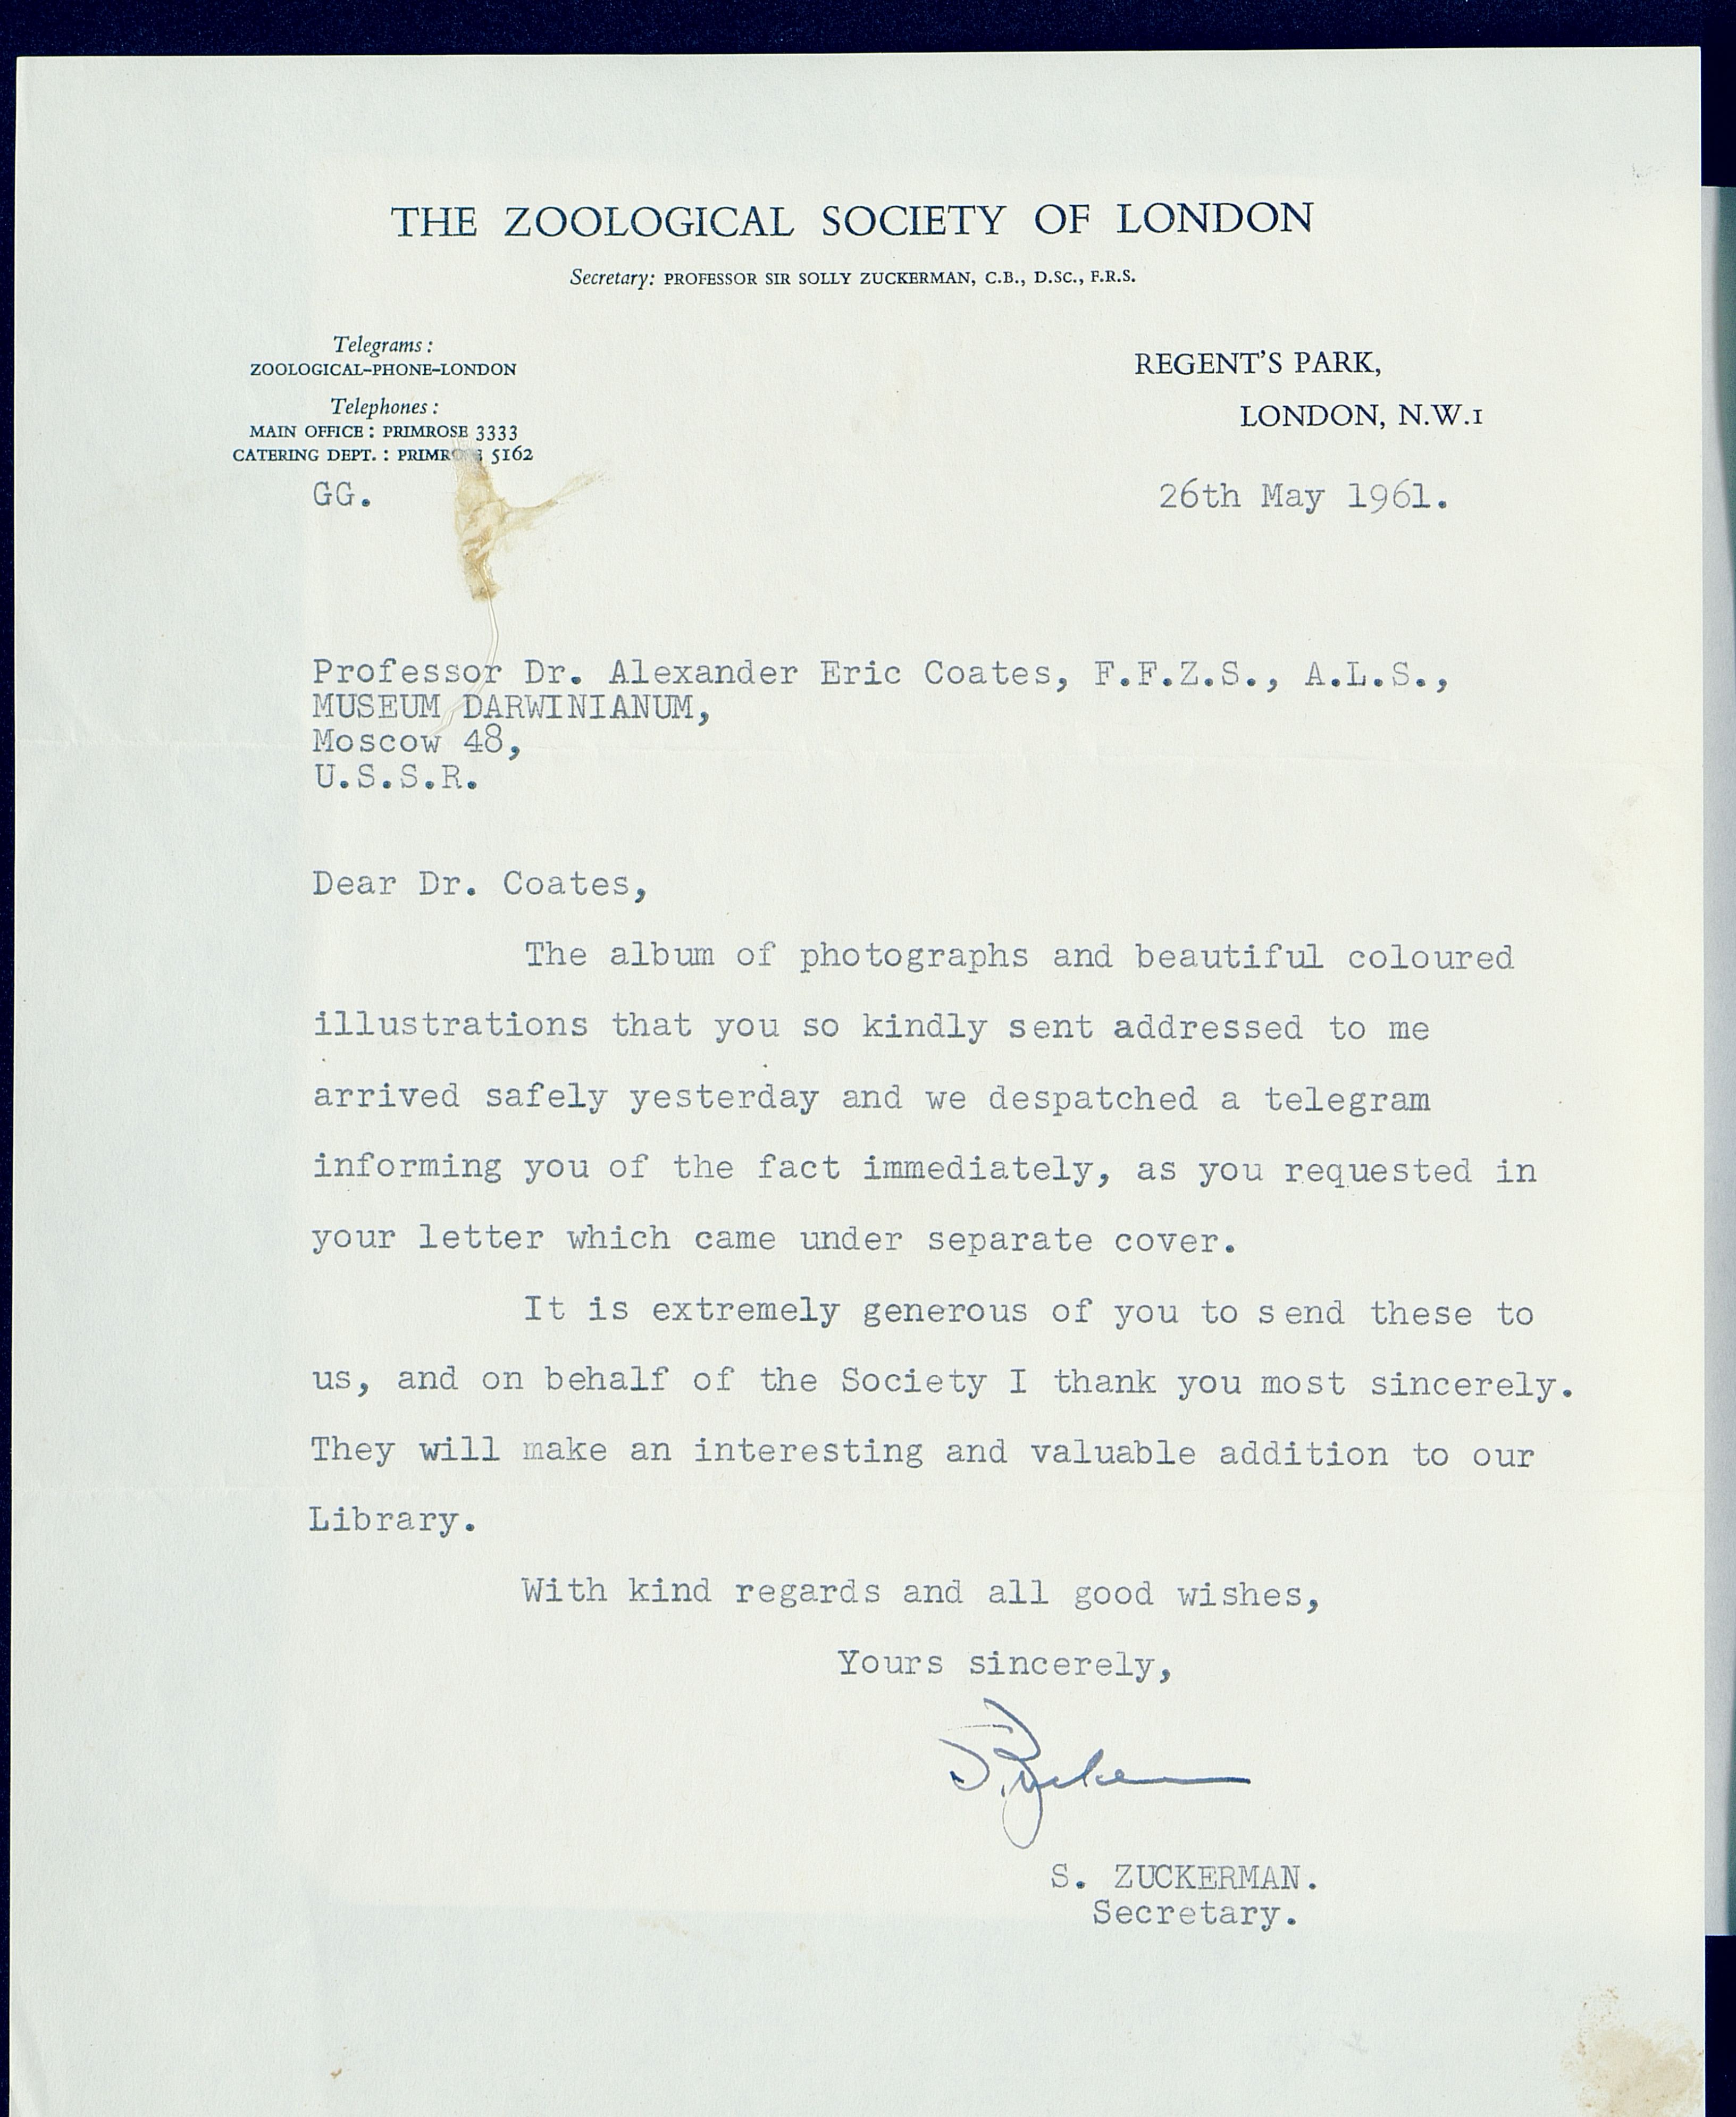 THE ZOOLOGICAL SOCIETY OF LONDON
Secretary: PROFESSOR SIR SOLLY ZUCKERMAN, C.B., D.SC., F.R.S.
Telegrams:
ZOOLOGICAL-PHONE-LONDON
Telephones:
MAIN OFFICE: PRIMROSE 3333
CATERING DEPT.: PRIMROSE 5162
REGENT'S PARK,
LONDON, N.W.1
GG.
26th May 1961.
Professor Dr. Alexander Eric Coates, F.F.Z.S., A.L.S.,
MUSEUM DARWINIANUM,
Moscow 48,
U.S.S.R.
Dear Dr. Coates,
The album of photographs and beautiful coloured
illustrations that you so kindly sent addressed to me
arrived safely yesterday and we despatched a telegram
informing you of the fact immediately, as you requested in
your letter which came under separate cover.
It is extremely generous of you to send these to
us, and on behalf of the Society I thank you most sincerely.
They will make an interesting and valuable addition to our
Library.
With kind regards and all good wishes,
Yours sincerely,
S. ZUCKERMAN.
Secretary.